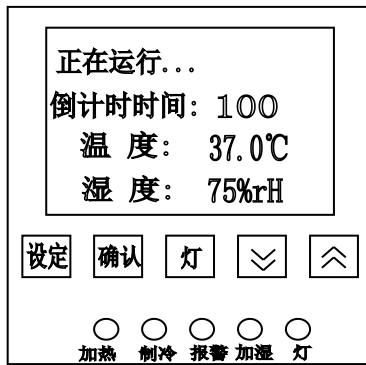 正在运行...
倒计时时间: 100
温 度: 37.0℃
湿 度: 75%rH
设定 确认 灯
加热 制冷 报警 加湿 灯